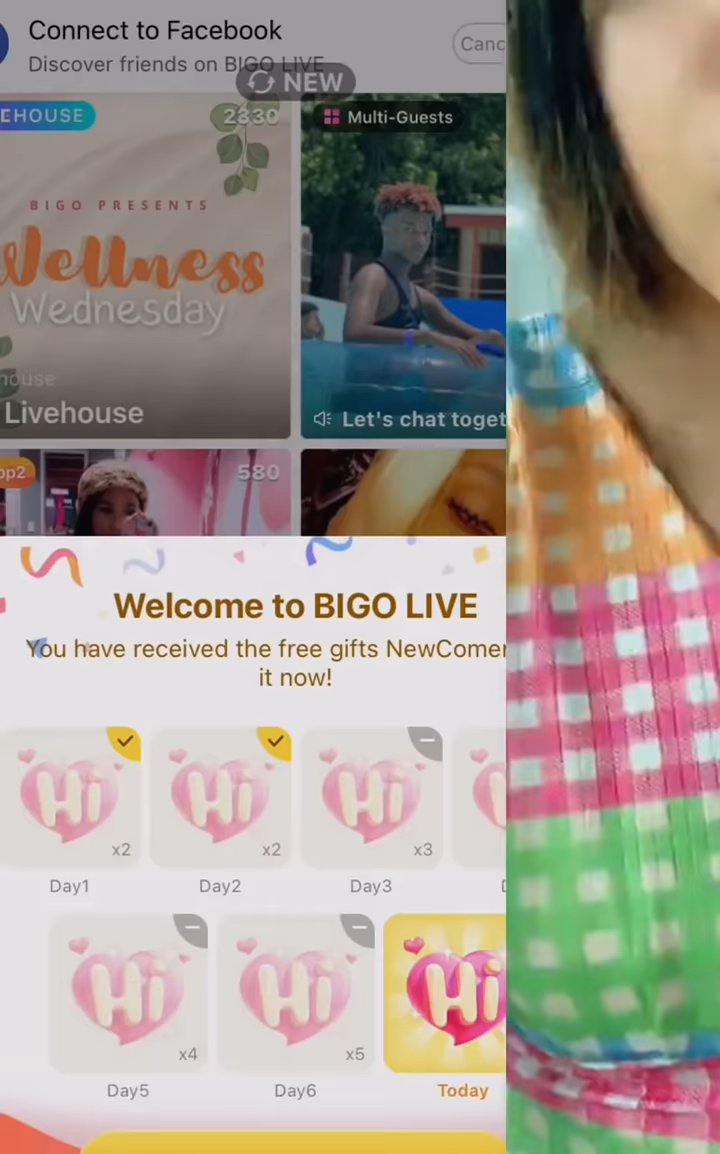 Connect to Facebook
Discover friends on BIGO LIVE
Canc
NEW
EHOUSE
2330
Multi-Guests
BIGO PRESENTS
Wellness
Wednesday
house
Livehouse
Let's chat toget
op2
580
Welcome to BIGO LIVE
You have received the free gifts NewComer
it now!
Hi
x2
Hi
x2
Hi
x3
Day1
Day2
Day3
D
Hi
x4
Hi
x5
Hi
Day5
Day6
Today